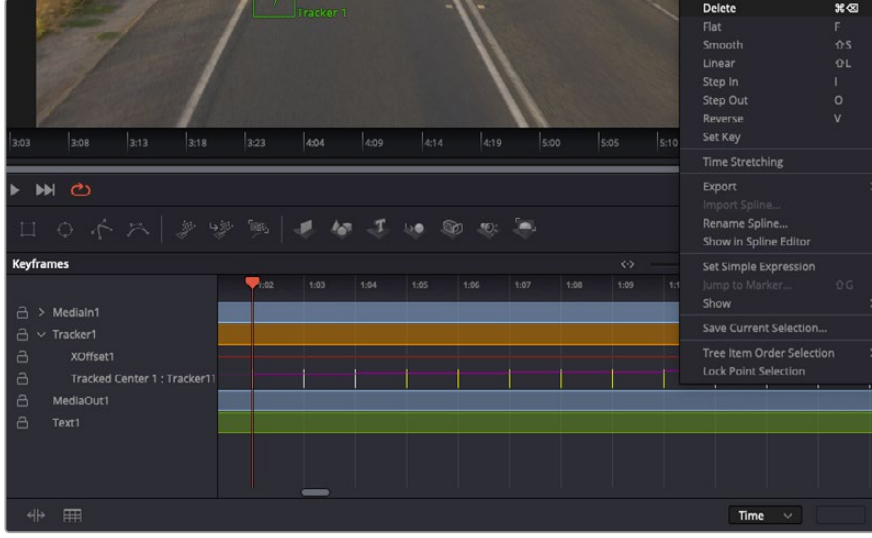 Tracker 1
Delete ⌘⌫
Flat F
Smooth ⇧S
Linear ⇧L
Step In I
Step Out O
Reverse V
Set Key
Time Stretching
Export
Import Spline...
Rename Spline...
Show in Spline Editor
Set Simple Expression
Jump to Marker... ⇧G
Show
Save Current Selection...
Tree Item Order Selection
Lock Point Selection
3:03 3:08 3:13 3:18 3:23 4:04 4:09 4:14 4:19 5:00 5:05 5:10
Keyframes
1:02 1:03 1:04 1:05 1:06 1:07 1:08 1:09
MediaIn1
Tracker1
XOffset1
Tracked Center 1 : Tracker1
MediaOut1
Text1
Time